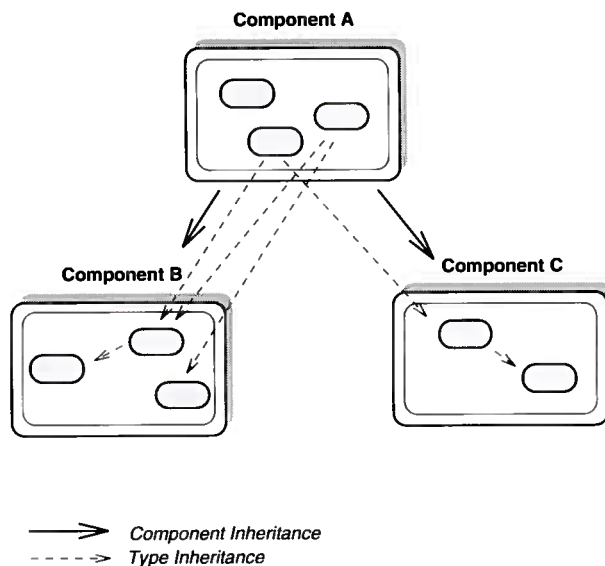 Component A
Component B
Component C
Component Inheritance
Type Inheritance